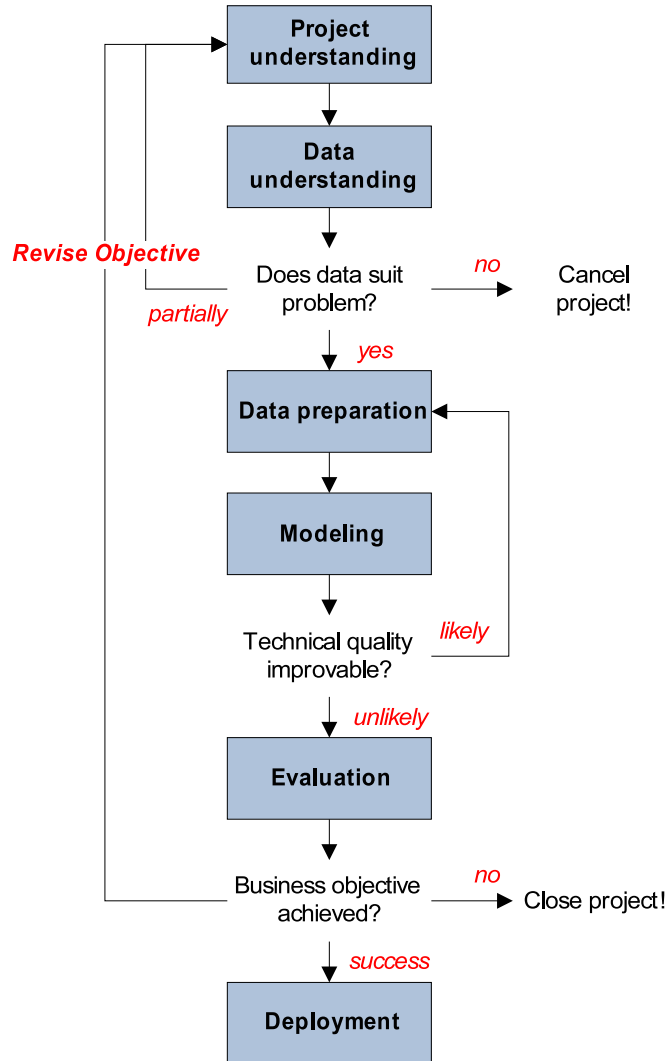 Project
understanding
Data
understanding
Revise Objective
Does data suit
problem?
no
Cancel
project!
partially
yes
Data preparation
Modeling
Technical quality
improvable?
likely
unlikely
Evaluation
Business objective
achieved?
no
Close project!
success
Deployment